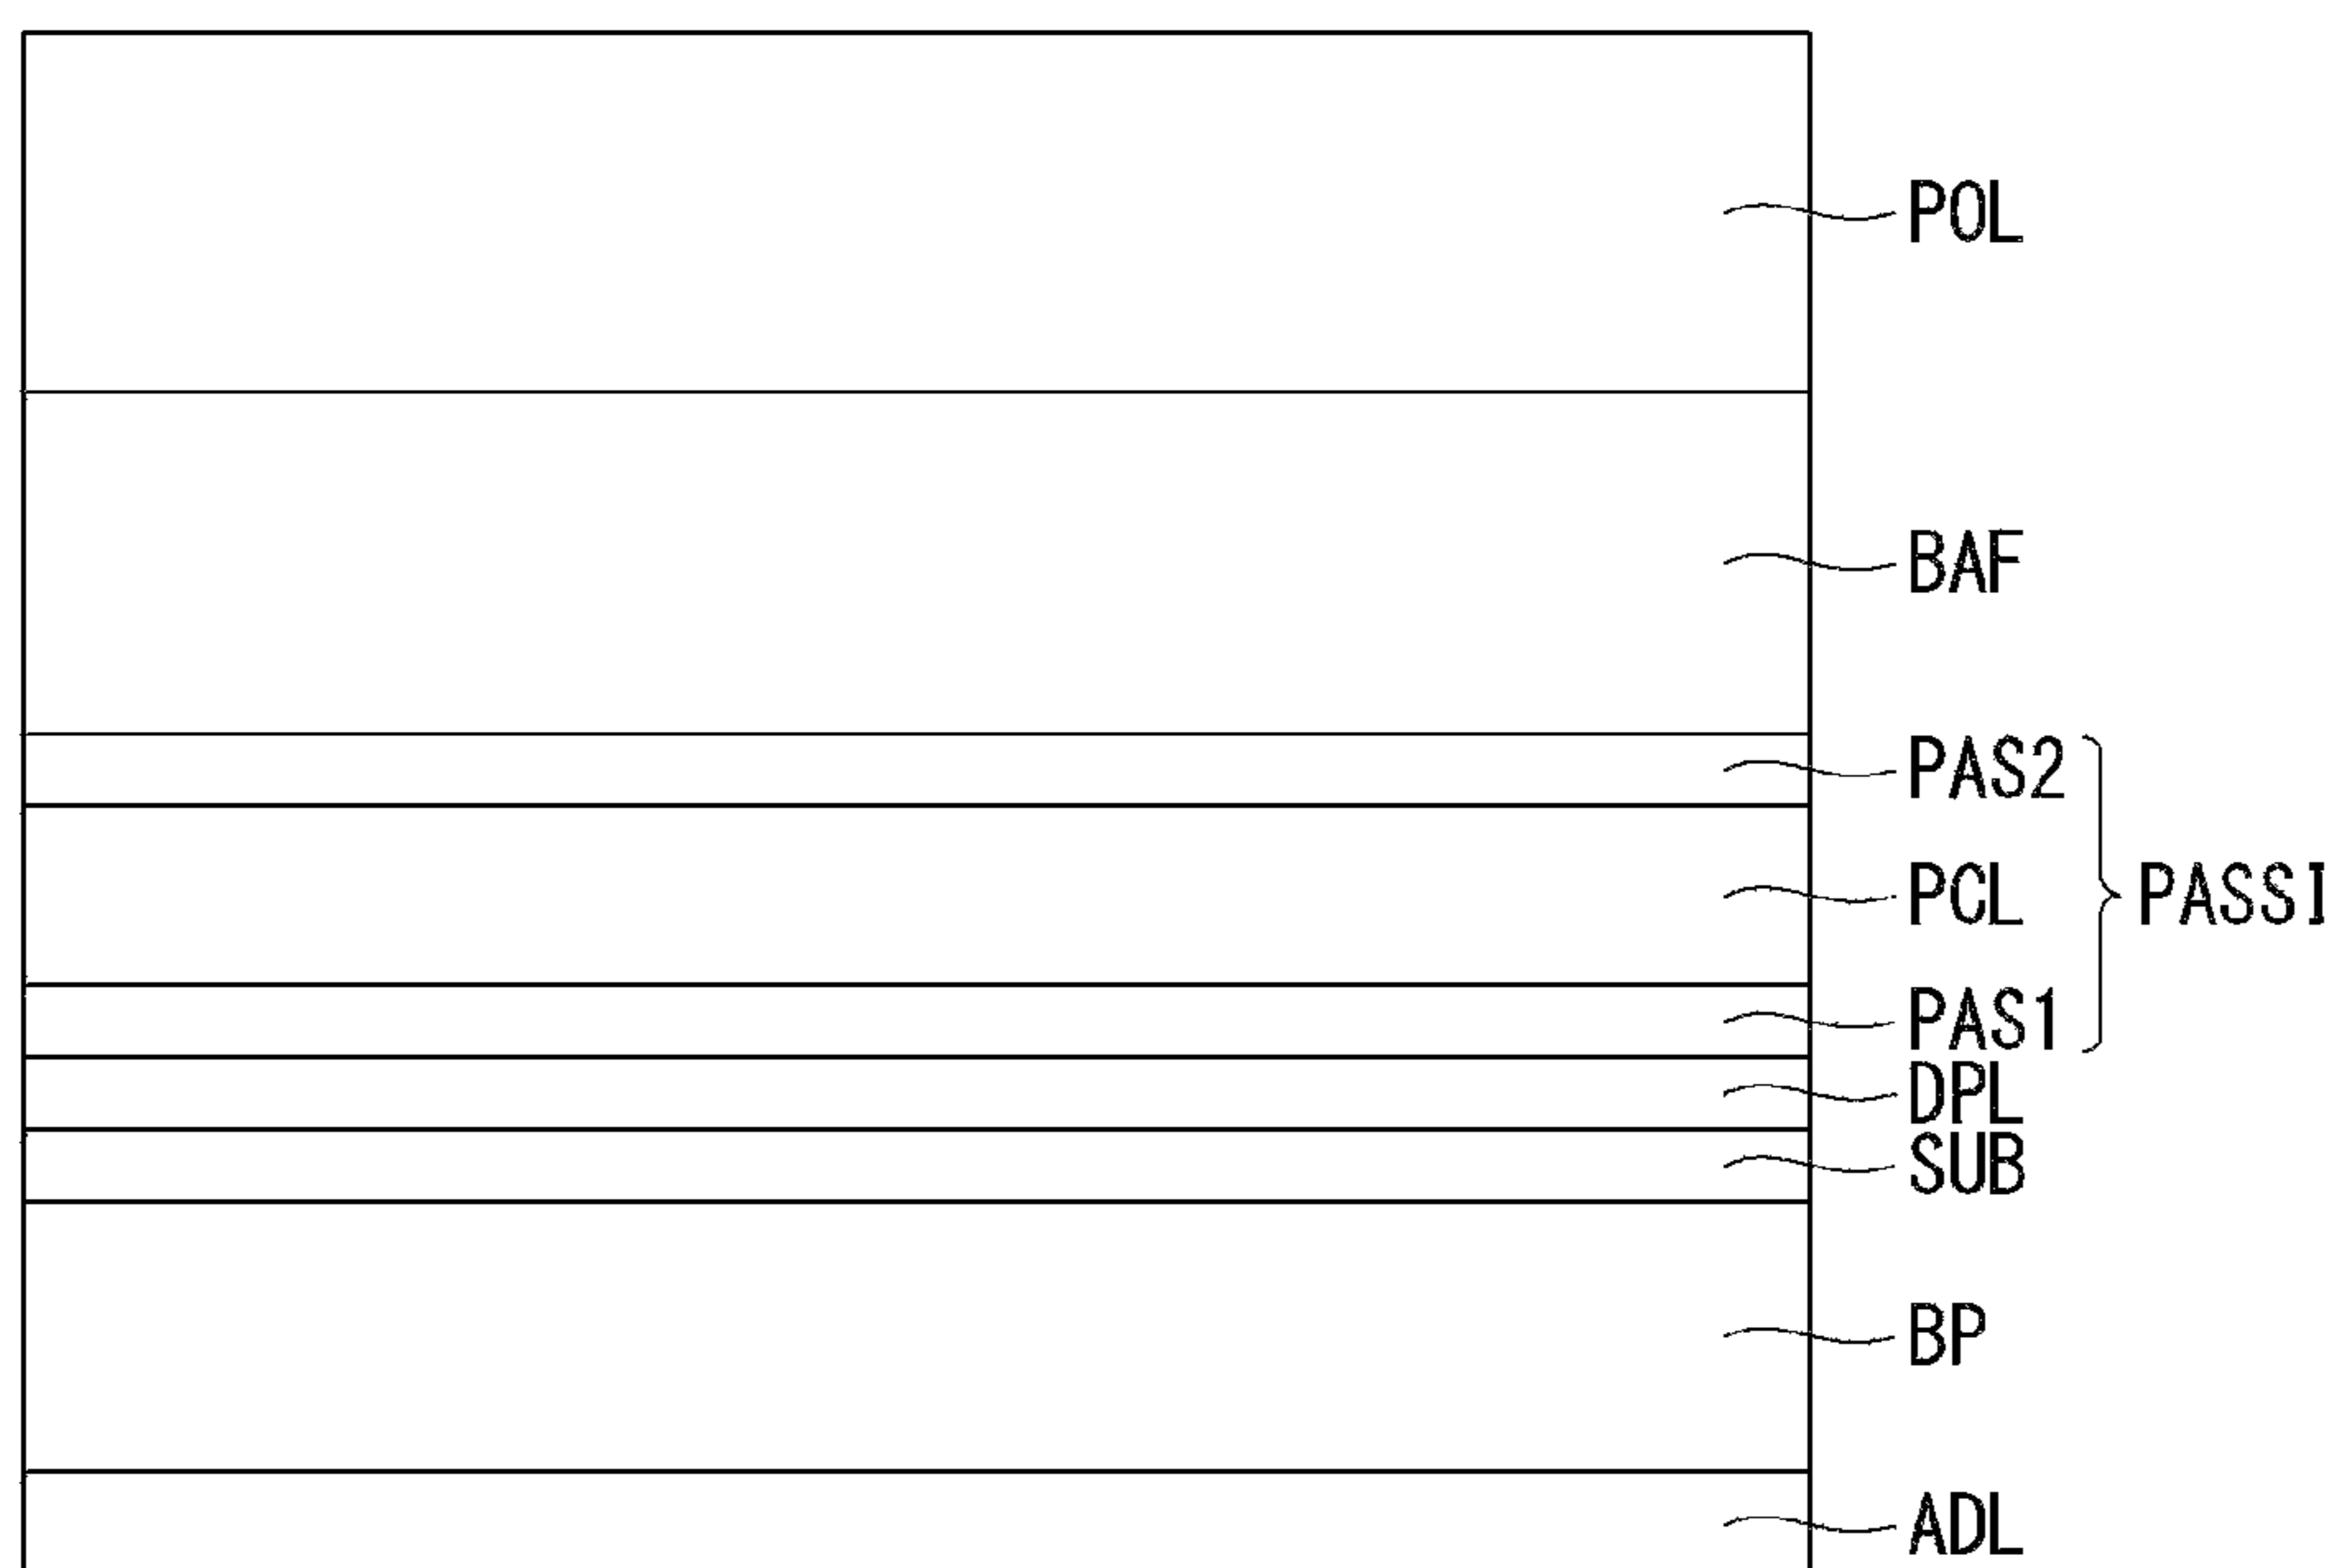 POL
BAF
PAS2
PCL
PASSI
PAS1
DPL
SUB
BP
ADL